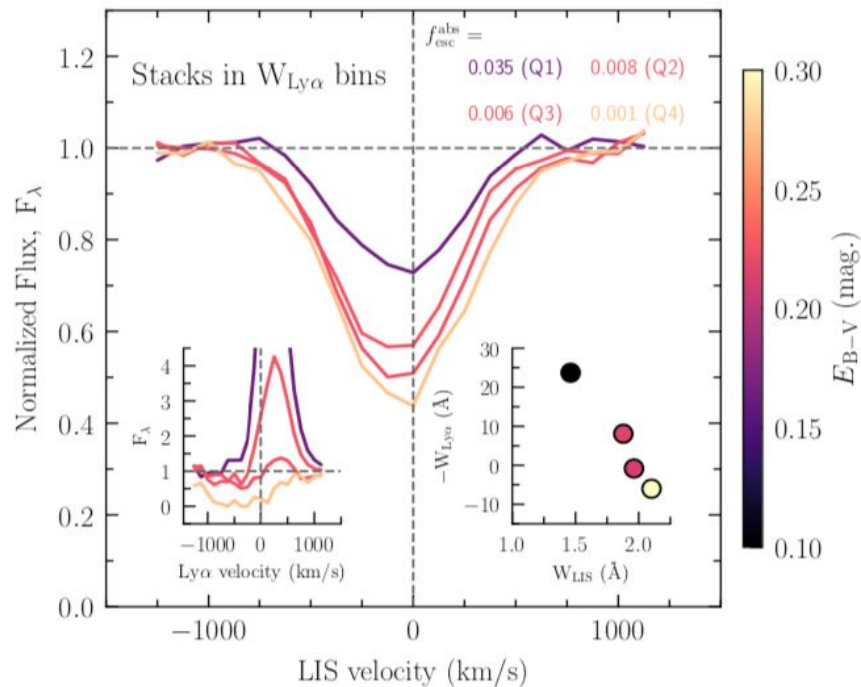 1.2
1.0
0.8
0.6
0.4
0.2
0.0
Normalized Flux, F_λ
Stacks in W_Lyα bins
f_esc^abs =
0.035 (Q1) 0.008 (Q2)
0.006 (Q3) 0.001 (Q4)
4
3
2
1
0
F_λ
−1000 0 1000
Lyα velocity (km/s)
30
20
10
0
−10
−W_Lyα (Å)
1.0 1.5 2.0
W_LIS (Å)
−1000 0 1000
LIS velocity (km/s)
0.30
0.25
0.20
0.15
0.10
E_B−V (mag.)